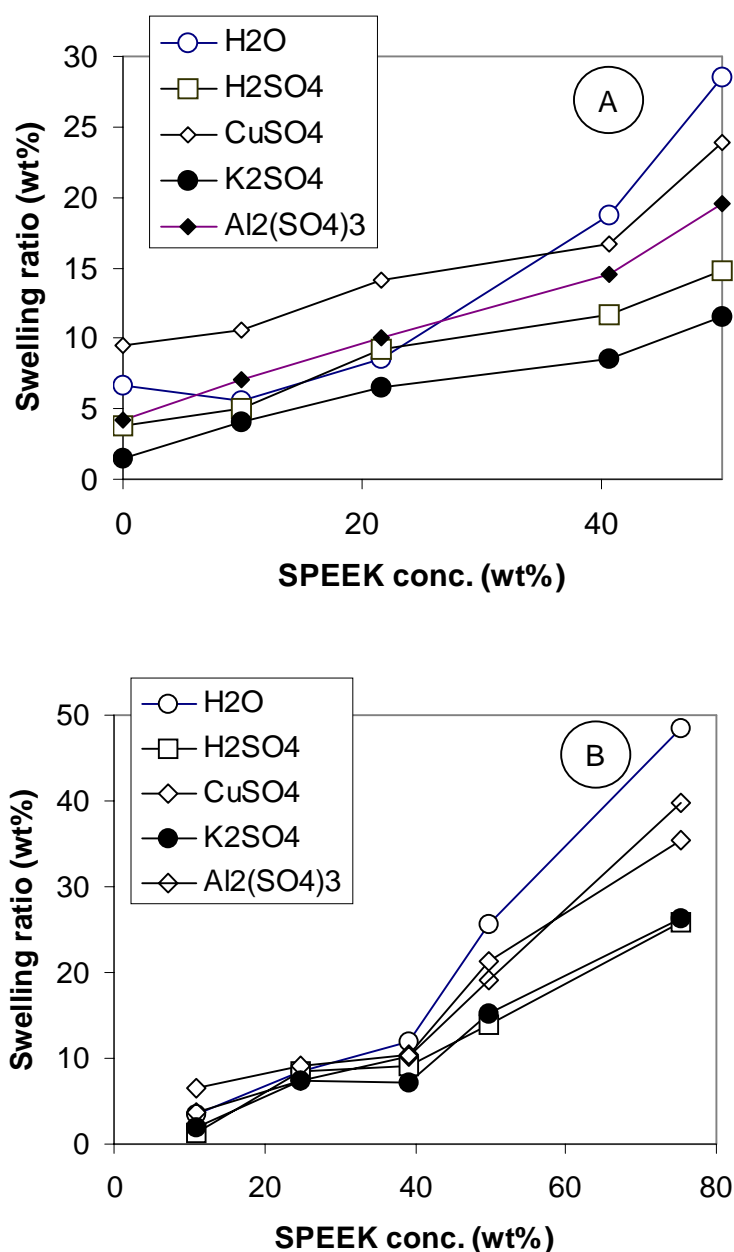 H2O
H2SO4
CuSO4
K2SO4
Al2(SO4)3
A
30
25
20
15
10
5
0
Swelling ratio (wt%)
0 20 40
SPEEK conc. (wt%)
H2O
H2SO4
CuSO4
K2SO4
Al2(SO4)3
B
50
40
30
20
10
0
Swelling ratio (wt%)
0 20 40 60 80
SPEEK conc. (wt%)